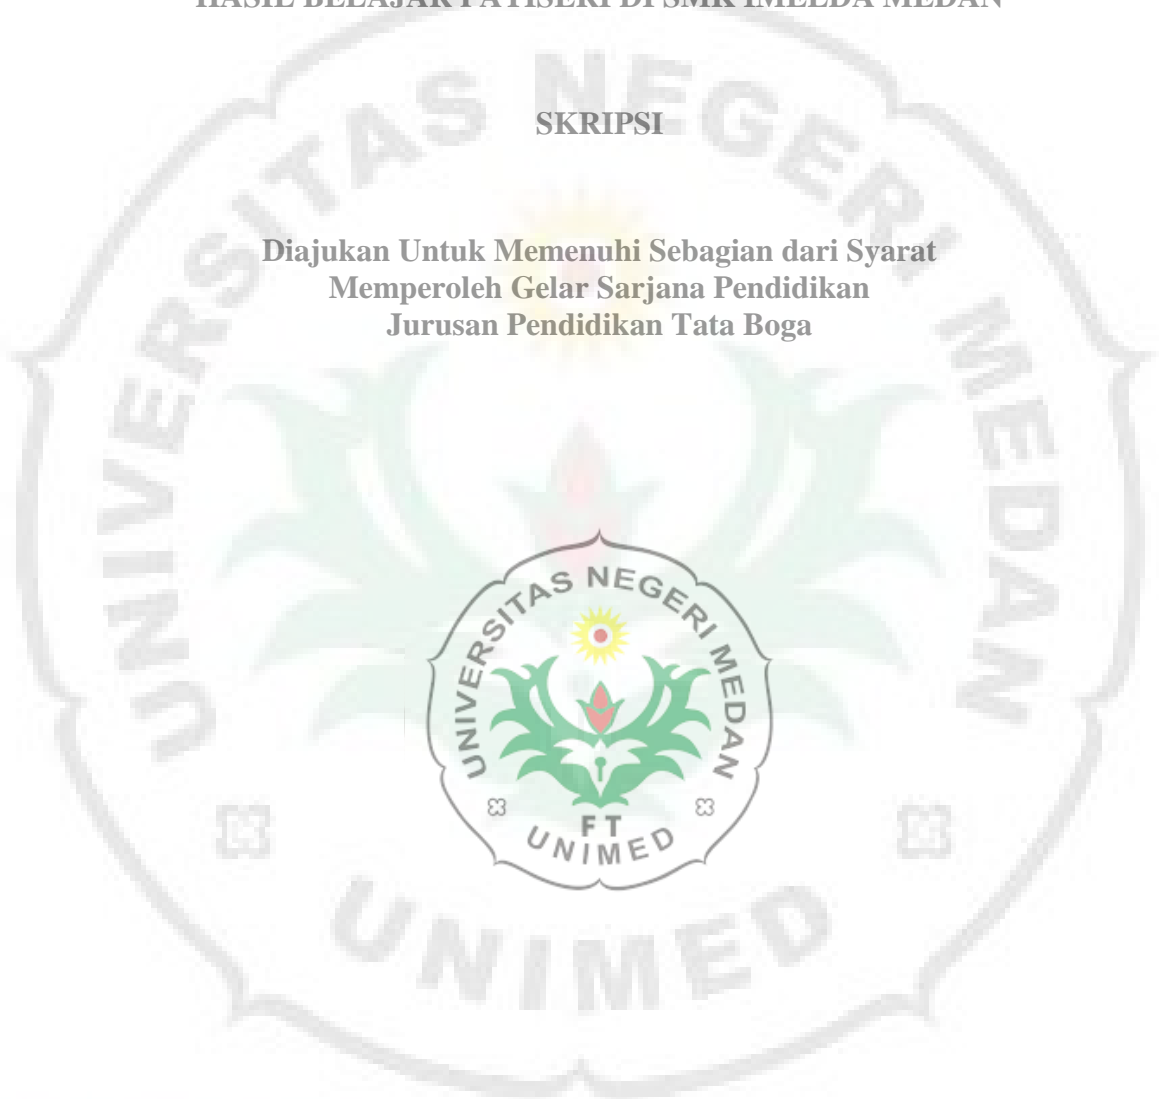 HASIL BELAJAR PATISERI DI SMK IMELDA MEDAN
SKRIPSI
Diajukan Untuk Memenuhi Sebagian dari Syarat
Memperoleh Gelar Sarjana Pendidikan
Jurusan Pendidikan Tata Boga
UNIVERSITAS NEGERI MEDAN
FT
UNIMED
UNIVERSITAS NEGERI MEDAN
UNIMED